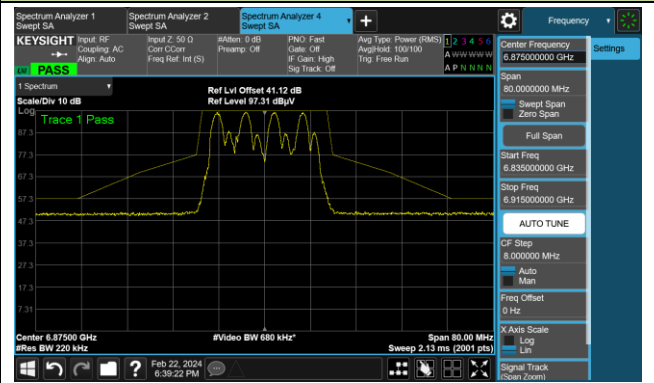 Spectrum Analyzer 1
Swept SA
Spectrum Analyzer 2
Swept SA
Spectrum Analyzer 4
Swept SA
Frequency
KEYSIGHT
Input: RF
Coupling: AC
Align: Auto
Input Z: 50 Ω
Corr CCorr
Freq Ref: Int (S)
#Atten: 0 dB
Preamp: Off
PNO: Fast
Gate: Off
IF Gain: High
Sig Track: Off
Avg Type: Power (RMS)
Avg|Hold: 100/100
Trig: Free Run
1 2 3 4 5 6
A W W W W W
A P N N N N
LXI
PASS
1 Spectrum
Scale/Div 10 dB
Ref Lvl Offset 41.12 dB
Ref Level 97.31 dBµV
Log
Trace 1 Pass
87.3
77.3
67.3
57.3
47.3
37.3
27.3
17.3
7.31
Center 6.87500 GHz
#Res BW 220 kHz
#Video BW 680 kHz*
Span 80.00 MHz
Sweep 2.13 ms (2001 pts)
Feb 22, 2024
6:39:22 PM
Center Frequency
6.875000000 GHz
Settings
Span
80.0000000 MHz
Swept Span
Zero Span
Full Span
Start Freq
6.835000000 GHz
Stop Freq
6.915000000 GHz
AUTO TUNE
CF Step
8.000000 MHz
Auto
Man
Freq Offset
0 Hz
X Axis Scale
Log
Lin
Signal Track
(Span Zoom)